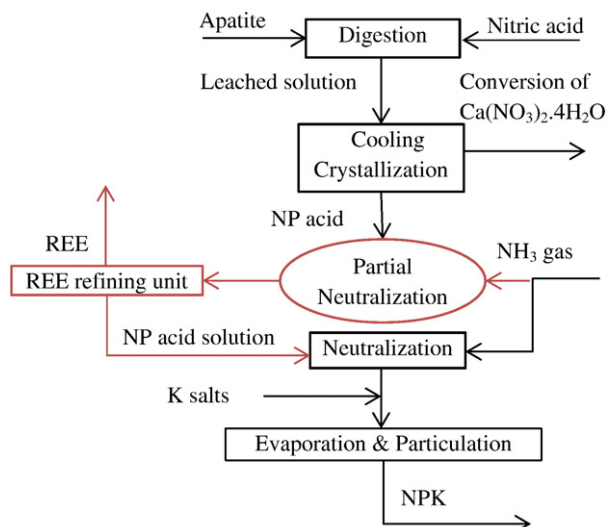 Apatite
Digestion
Nitric acid
Leached solution
Conversion of
Ca(NO₃)₂.4H₂O
Cooling
Crystallization
NP acid
REE
NH₃ gas
Partial
Neutralization
REE refining unit
NP acid solution
Neutralization
K salts
Evaporation & Particulation
NPK